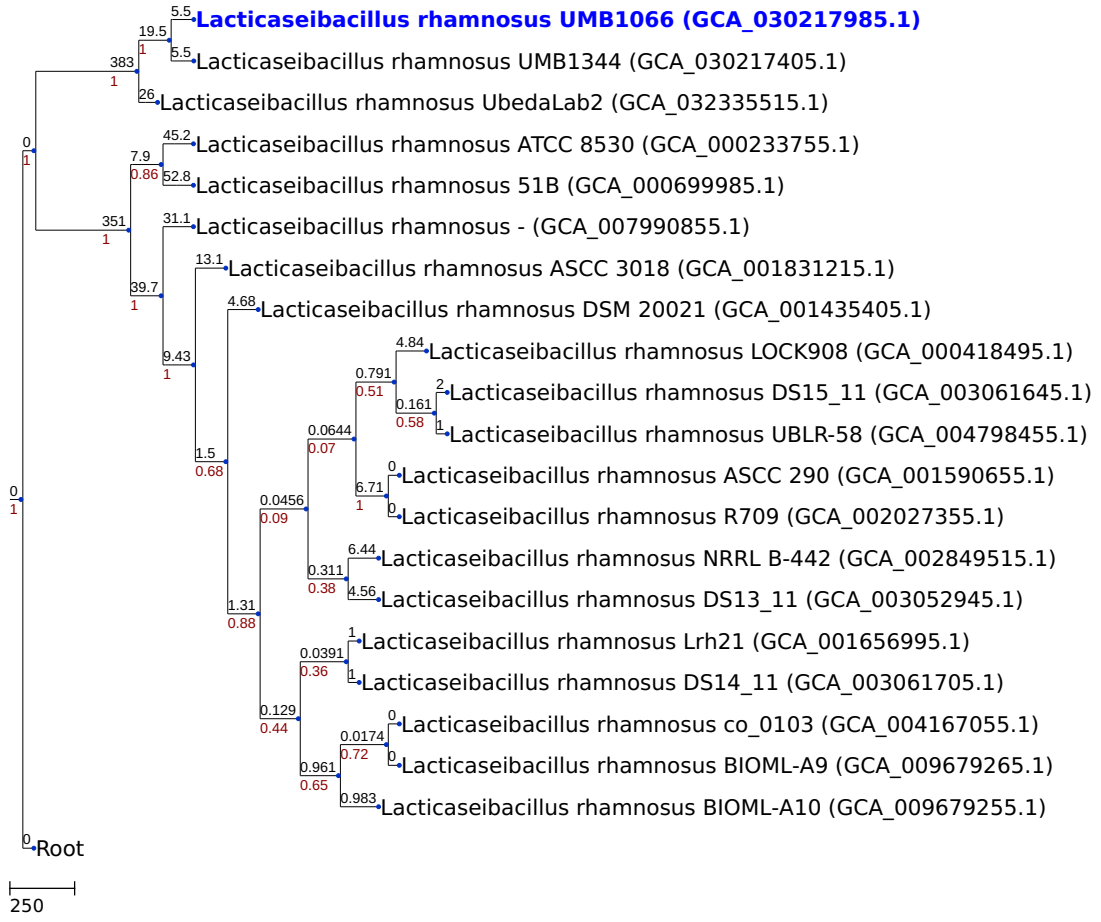 5.5
Lacticaseibacillus rhamnosus UMB1066 (GCA_030217985.1)
19.5
1
5.5
Lacticaseibacillus rhamnosus UMB1344 (GCA_030217405.1)
383
1
26
Lacticaseibacillus rhamnosus UbedaLab2 (GCA_032335515.1)
0
1
45.2
Lacticaseibacillus rhamnosus ATCC 8530 (GCA_000233755.1)
7.9
0.86
52.8
Lacticaseibacillus rhamnosus 51B (GCA_000699985.1)
351
1
31.1
Lacticaseibacillus rhamnosus - (GCA_007990855.1)
39.7
1
13.1
Lacticaseibacillus rhamnosus ASCC 3018 (GCA_001831215.1)
9.43
1
4.68
Lacticaseibacillus rhamnosus DSM 20021 (GCA_001435405.1)
1.5
0.68
4.84
Lacticaseibacillus rhamnosus LOCK908 (GCA_000418495.1)
0.791
0.51
2
Lacticaseibacillus rhamnosus DS15_11 (GCA_003061645.1)
0.161
0.58
1
Lacticaseibacillus rhamnosus UBLR-58 (GCA_004798455.1)
0.0644
0.07
0
Lacticaseibacillus rhamnosus ASCC 290 (GCA_001590655.1)
6.71
1
0
Lacticaseibacillus rhamnosus R709 (GCA_002027355.1)
0.0456
0.09
6.44
Lacticaseibacillus rhamnosus NRRL B-442 (GCA_002849515.1)
0.311
0.38
4.56
Lacticaseibacillus rhamnosus DS13_11 (GCA_003052945.1)
1.31
0.88
1
Lacticaseibacillus rhamnosus Lrh21 (GCA_001656995.1)
0.0391
0.36
1
Lacticaseibacillus rhamnosus DS14_11 (GCA_003061705.1)
0.129
0.44
0
Lacticaseibacillus rhamnosus co_0103 (GCA_004167055.1)
0.0174
0.72
0
Lacticaseibacillus rhamnosus BIOML-A9 (GCA_009679265.1)
0.961
0.65
0.983
Lacticaseibacillus rhamnosus BIOML-A10 (GCA_009679255.1)
0
1
0
Root
250